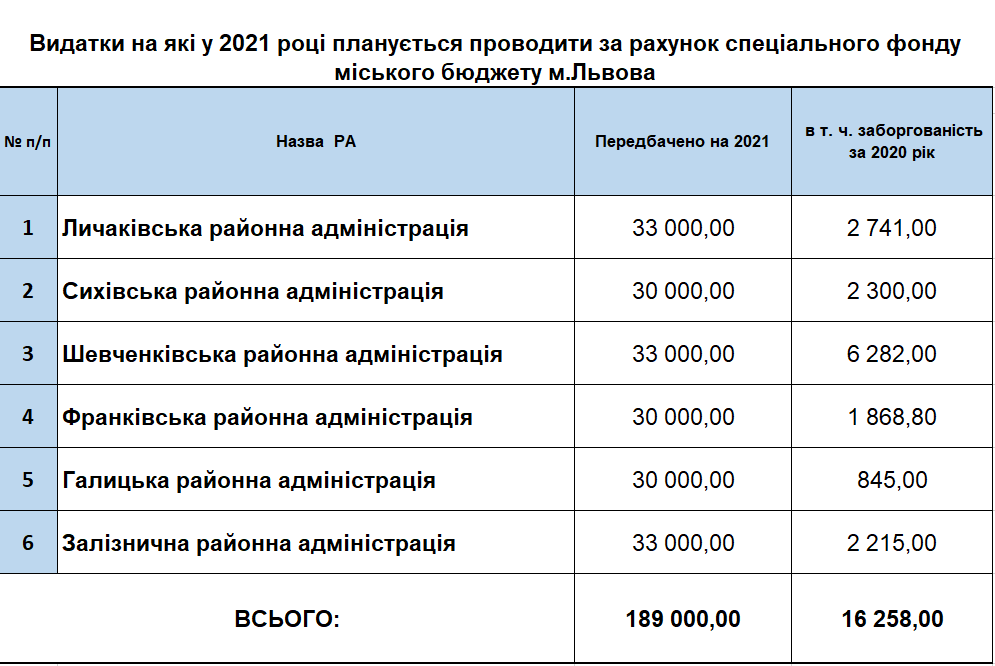 Видатки на які у 2021 році планується проводити за рахунок спеціального фонду
міського бюджету м.Львова
№ п/п Назва РА Передбачено на 2021 в т. ч. заборгованість
за 2020 рік
1 Личаківська районна адміністрація 33 000,00 2 741,00
2 Сихівська районна адміністрація 30 000,00 2 300,00
3 Шевченківська районна адміністрація 33 000,00 6 282,00
4 Франківська районна адміністрація 30 000,00 1 868,80
5 Галицька районна адміністрація 30 000,00 845,00
6 Залізнична районна адміністрація 33 000,00 2 215,00
ВСЬОГО: 189 000,00 16 258,00